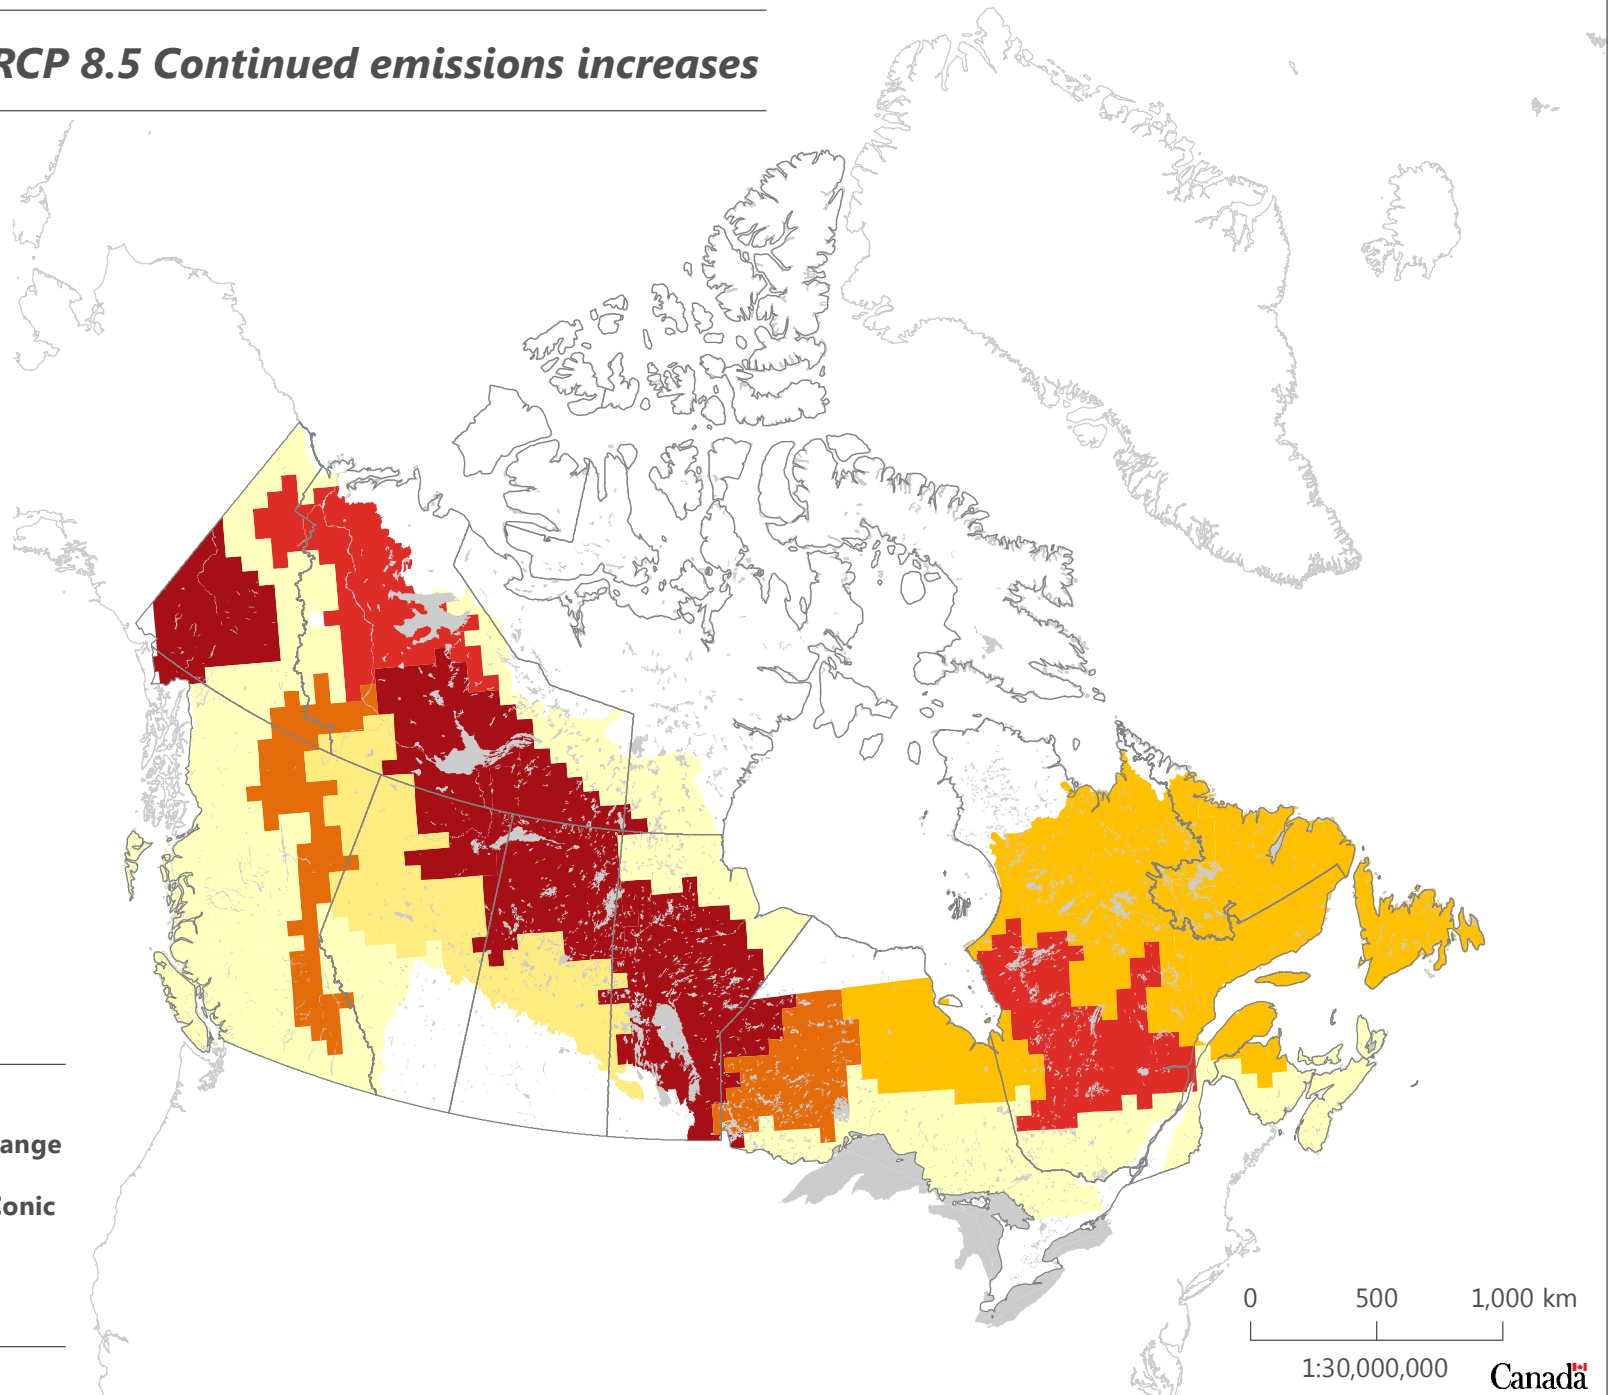 RCP 8.5 Continued emissions increases
ange
Conic
0 500 1,000 km
1:30,000,000
Canada